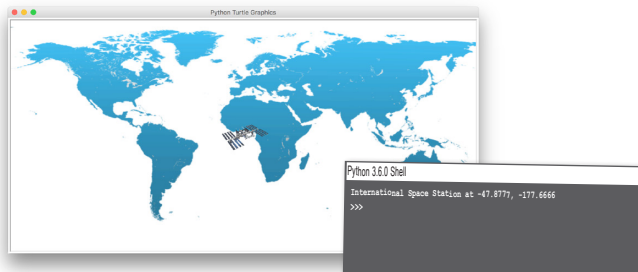 Python Turtle Graphics
Python 3.6.0 Shell
International Space Station at -47.8777, -177.6666
>>>